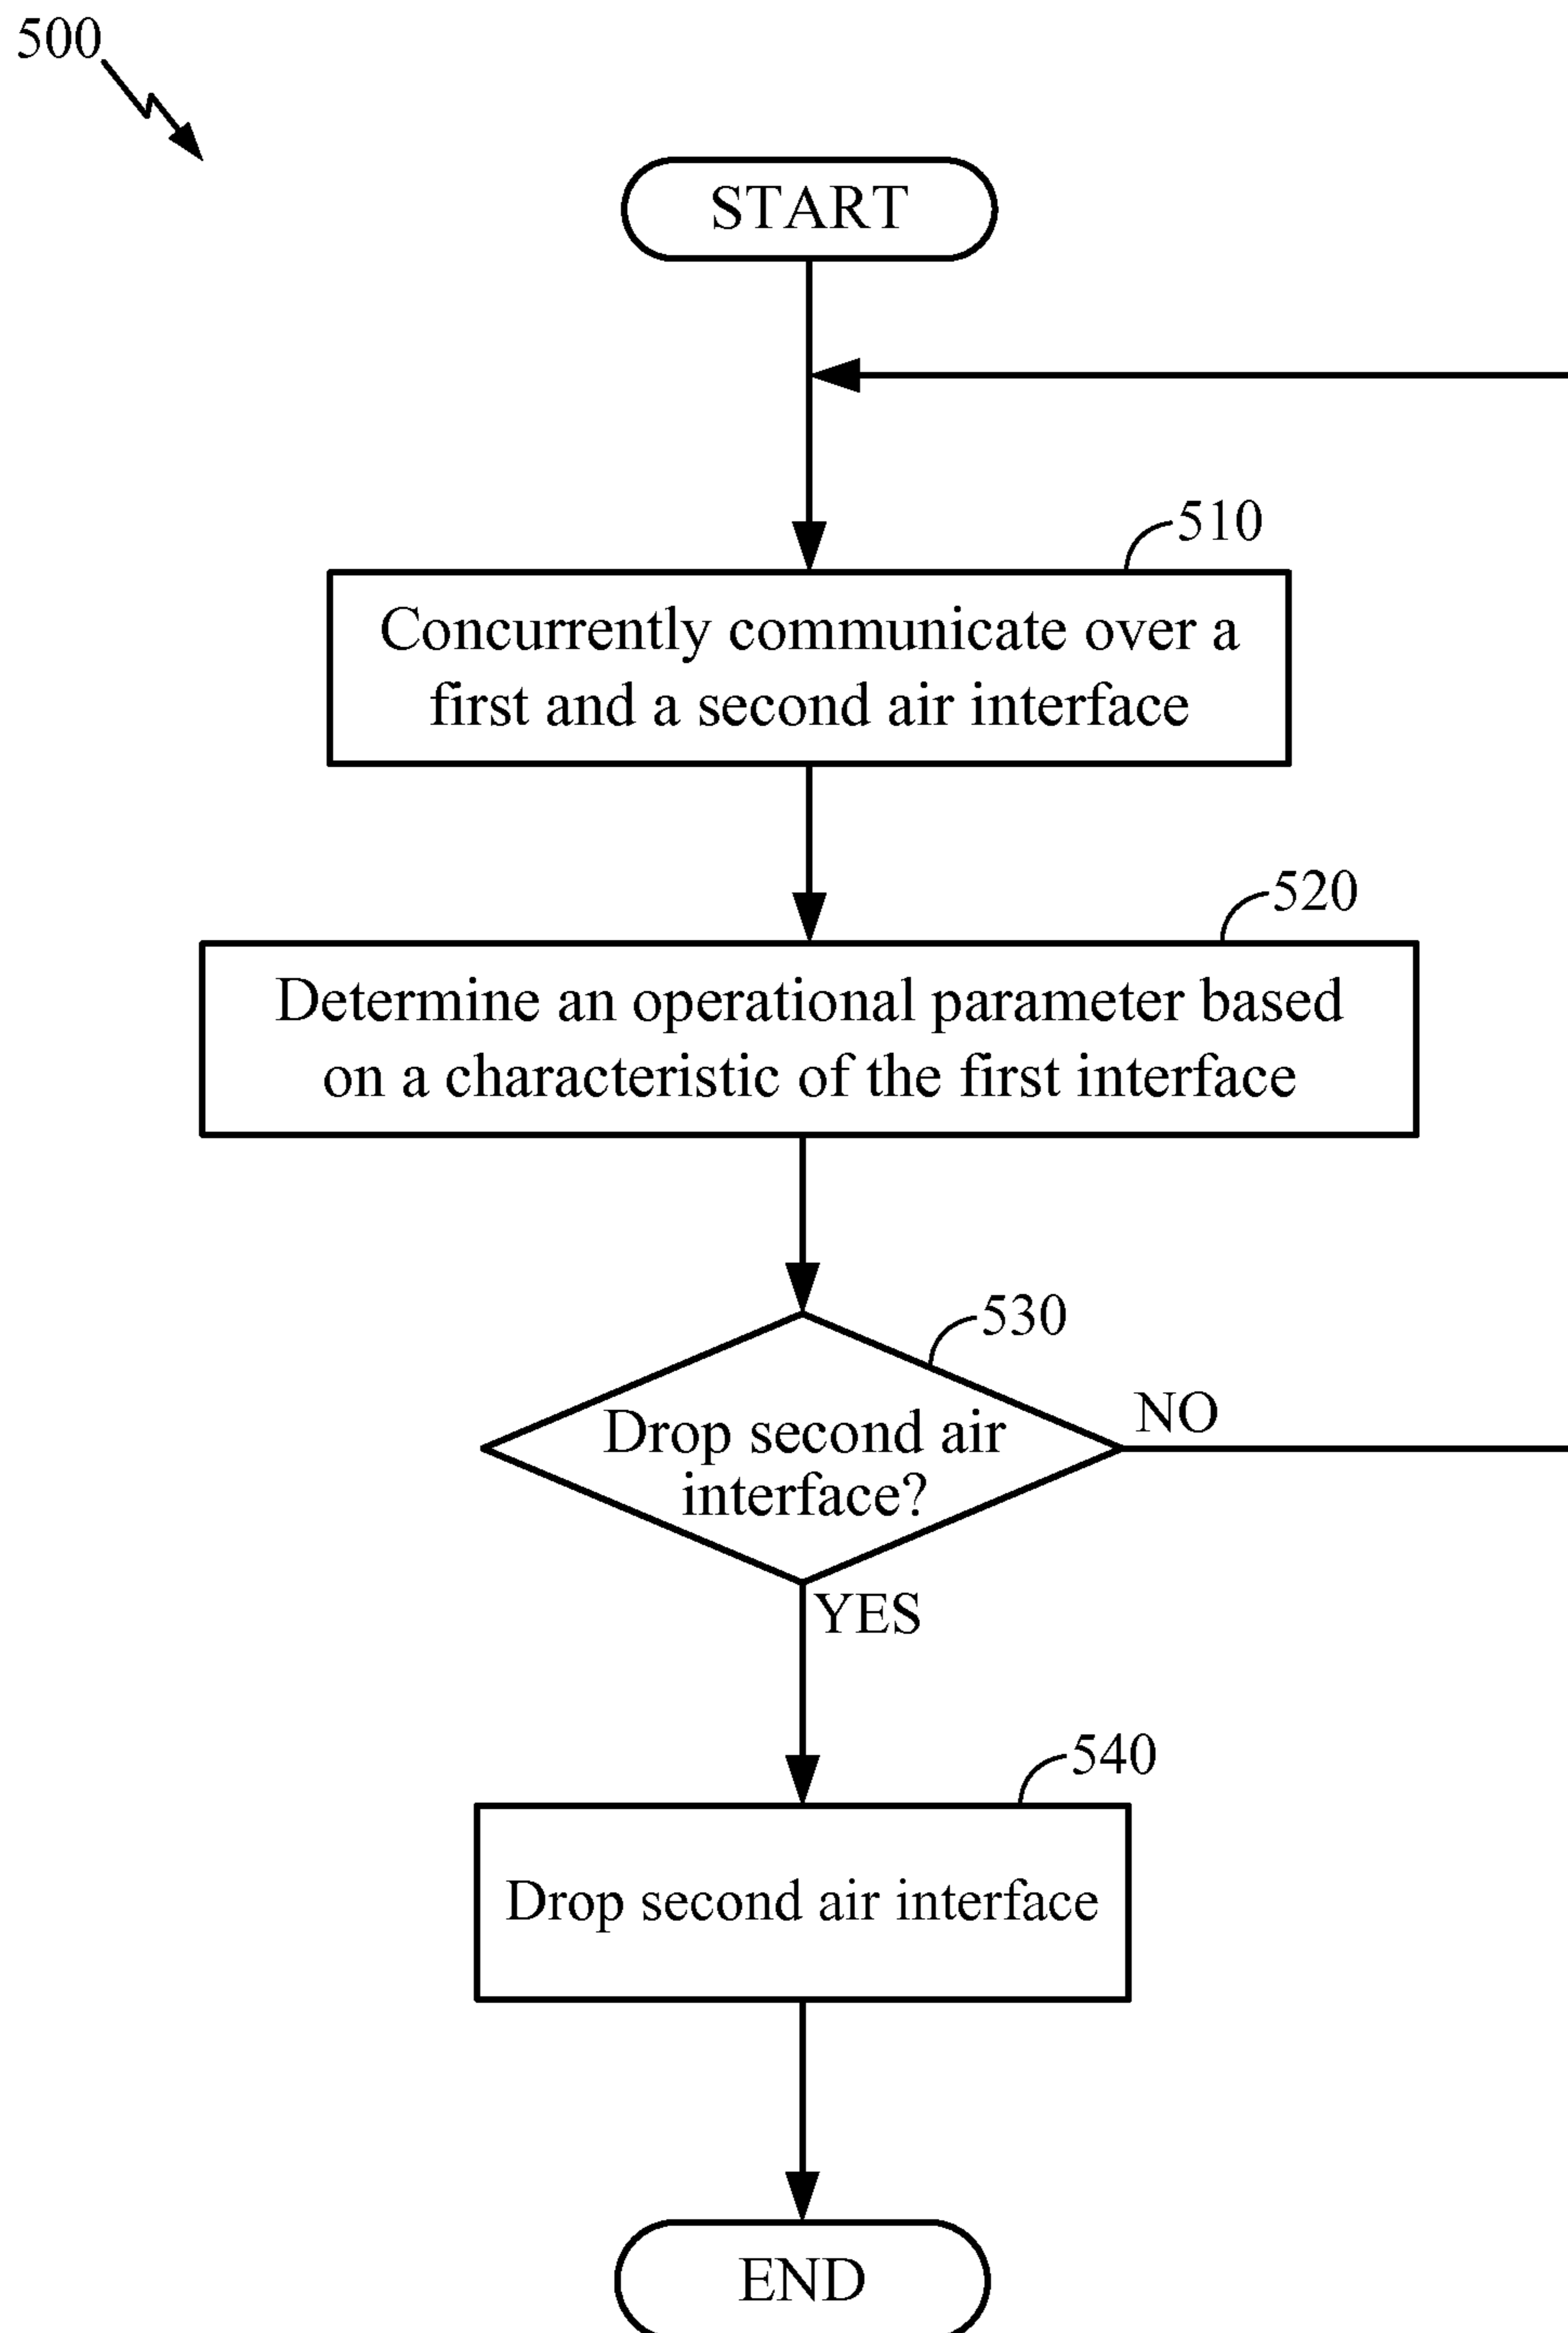 500
START
510
Concurrently communicate over a
first and a second air interface
520
Determine an operational parameter based
on a characteristic of the first interface
530
Drop second air
interface?
NO
YES
540
Drop second air interface
END